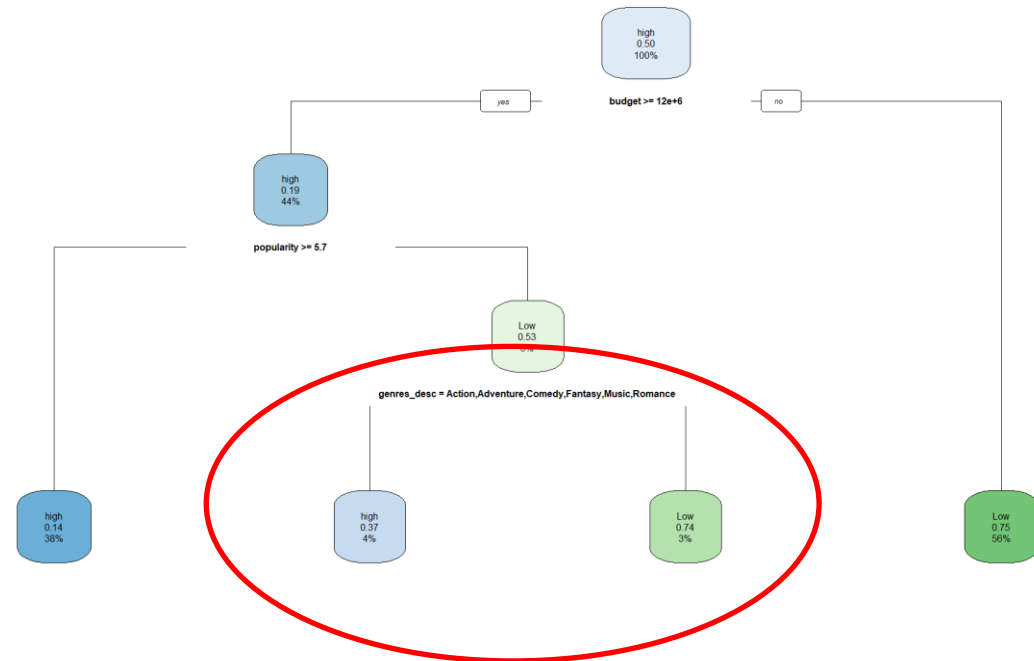 high
0.50
100%
yes
budget >= 12e+6
no
high
0.19
44%
popularity >= 5.7
Low
0.53
genres_desc = Action,Adventure,Comedy,Fantasy,Music,Romance
high
0.14
38%
high
0.37
4%
Low
0.74
3%
Low
0.75
56%